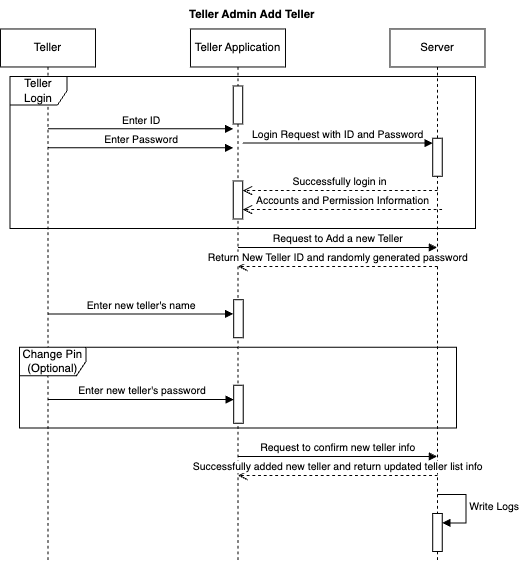 Teller Admin Add Teller
Teller
Teller Application
Server
Teller
Login
Enter ID
Enter Password
Login Request with ID and Password
Successfully login in
Accounts and Permission Information
Request to Add a new Teller
Return New Teller ID and randomly generated password
Enter new teller's name
Change Pin
(Optional)
Enter new teller's password
Request to confirm new teller info
Successfully added new teller and return updated teller list info
Write Logs